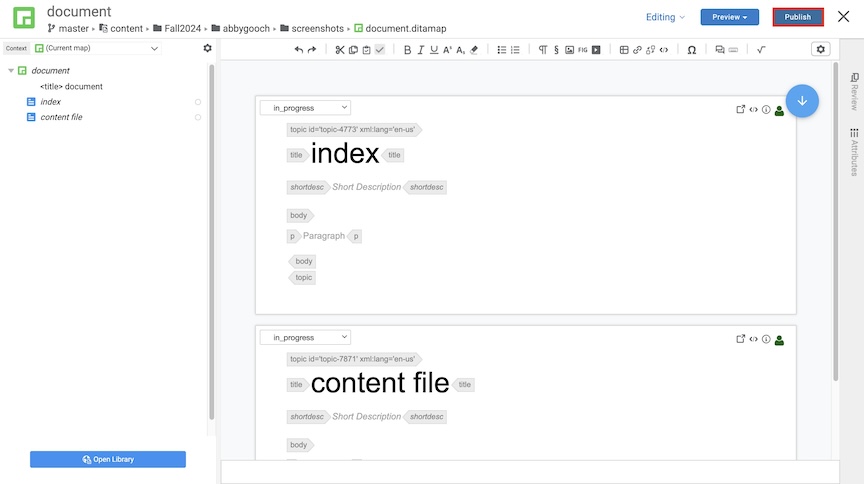 document
master content Fall2024 abbygooch screenshots document.ditamap
Editing
Preview
Publish
Context (Current map)
B I U FIG Ω
document
<title> document
index
content file
Open Library
in_progress
topic id='topic-4773' xml:lang='en-us'
title index title
shortdesc Short Description shortdesc
body
p Paragraph p
body
topic
in_progress
topic id='topic-7871' xml:lang='en-us'
title content file title
shortdesc Short Description shortdesc
body
Review
Attributes